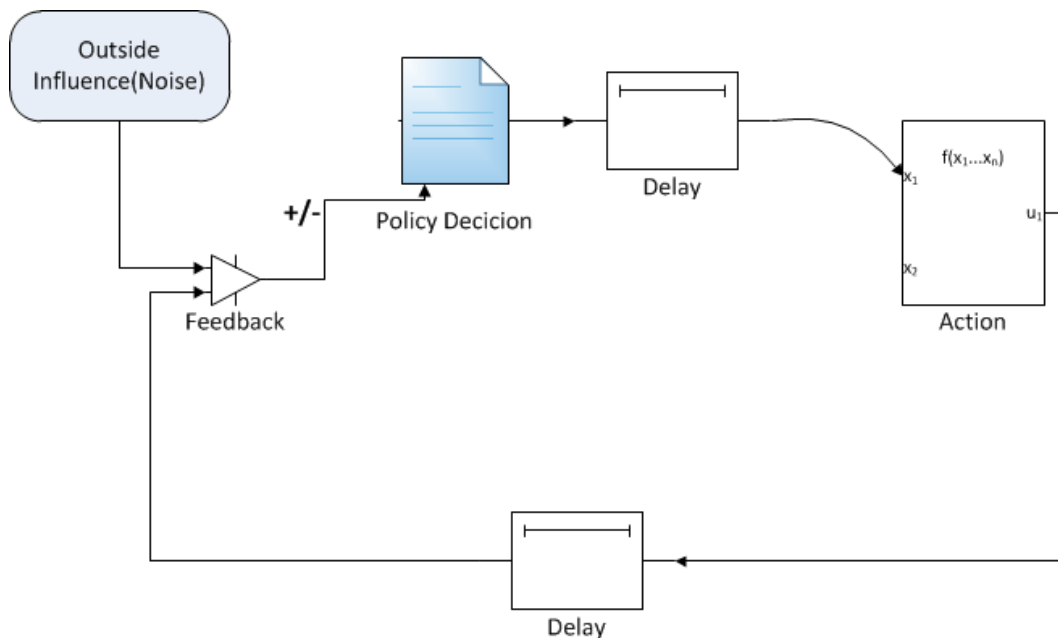 Outside
Influence(Noise)
+/-
Policy Decicion
Delay
f(x₁...xₙ)
x₁
u₁
x₂
Action
Feedback
Delay